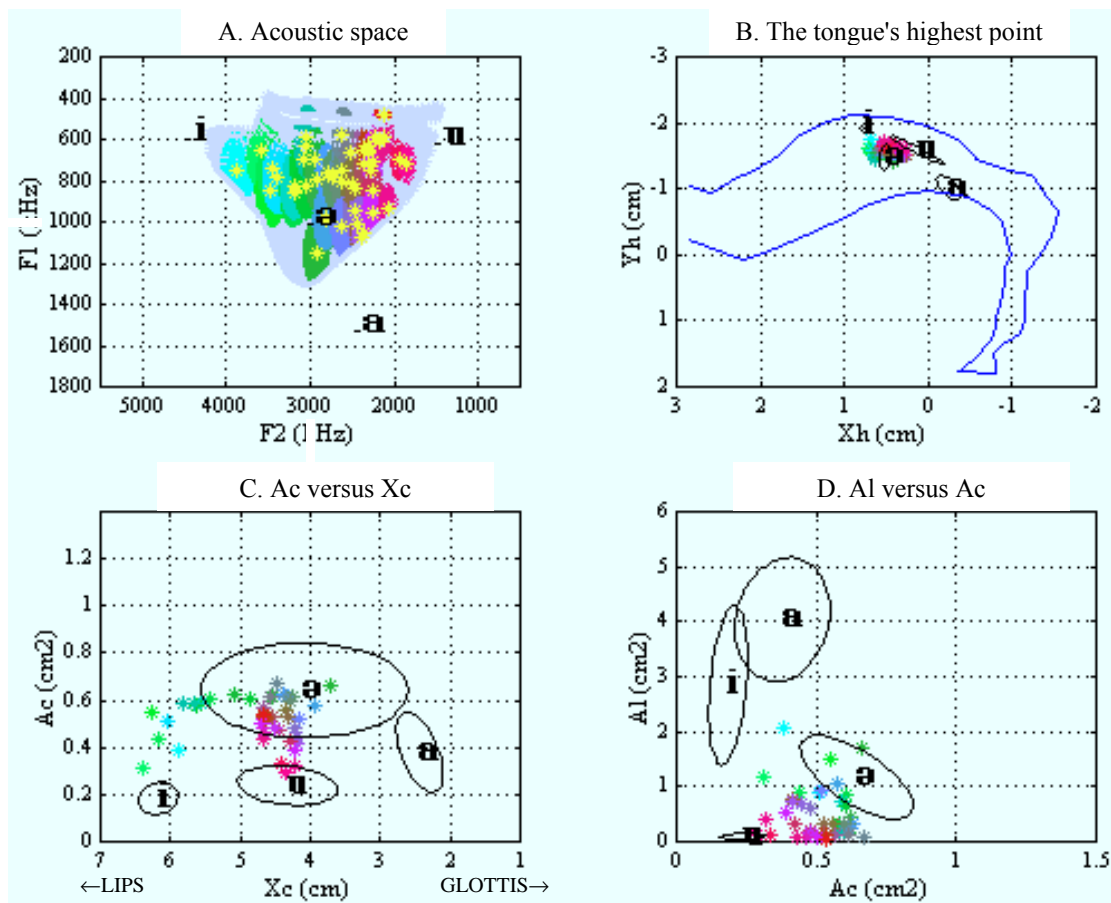 A. Acoustic space
200
400
600
800
1000
1200
1400
1600
1800
F1 (Hz)
i
u
ə
a
5000 4000 3000 2000 1000
F2 (Hz)
B. The tongue's highest point
-3
-2
-1
0
1
2
Yh (cm)
i
u
ə
a
3 2 1 0 -1 -2
Xh (cm)
C. Ac versus Xc
1.2
1
0.8
0.6
0.4
0.2
0
Ac (cm2)
ə
a
u
i
7 6 5 4 3 2 1
←LIPS Xc (cm) GLOTTIS→
D. Al versus Ac
6
5
4
3
2
1
0
Al (cm2)
a
i
ə
u
0 0.5 1 1.5
Ac (cm2)